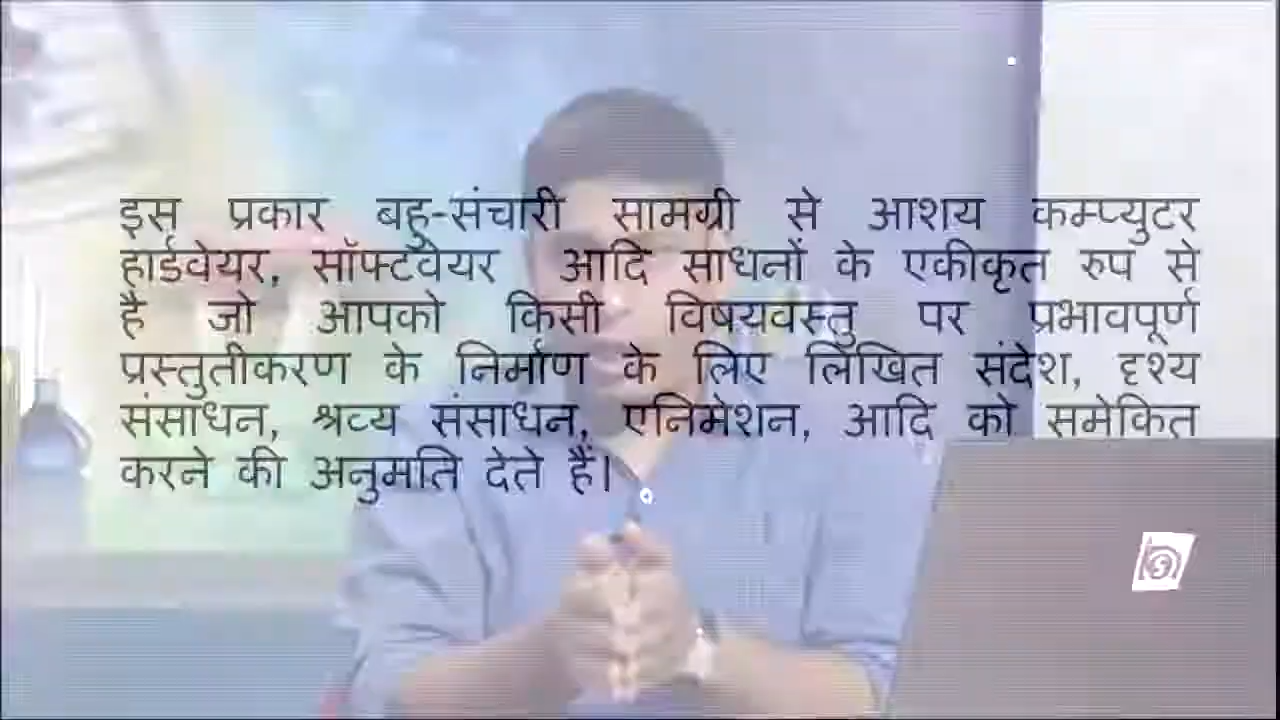 इस प्रकार बहु-संचारी सामग्री से आशय कम्प्युटर
हार्डवेयर, सॉफ्टवेयर आदि साधनों के एकीकृत रुप से
है जो आपको किसी विषयवस्तु पर प्रभावपूर्ण
प्रस्तुतीकरण के निर्माण के लिए लिखित संदेश, दृश्य
संसाधन, श्रव्य संसाधन, एनिमेशन, आदि को समेकित
करने की अनुमति देते हैं।